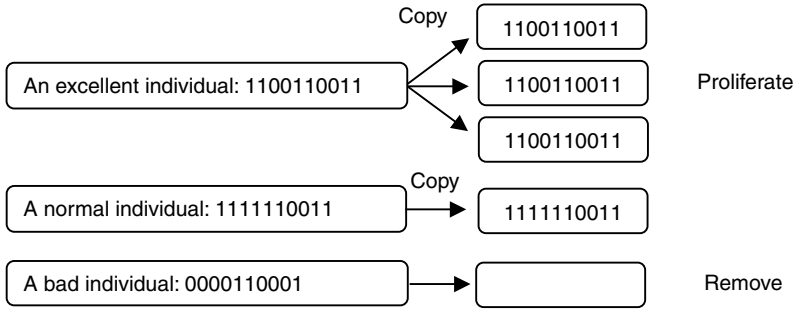 Copy
1100110011
An excellent individual: 1100110011
1100110011
Proliferate
1100110011
Copy
A normal individual: 1111110011
1111110011
A bad individual: 0000110001
Remove